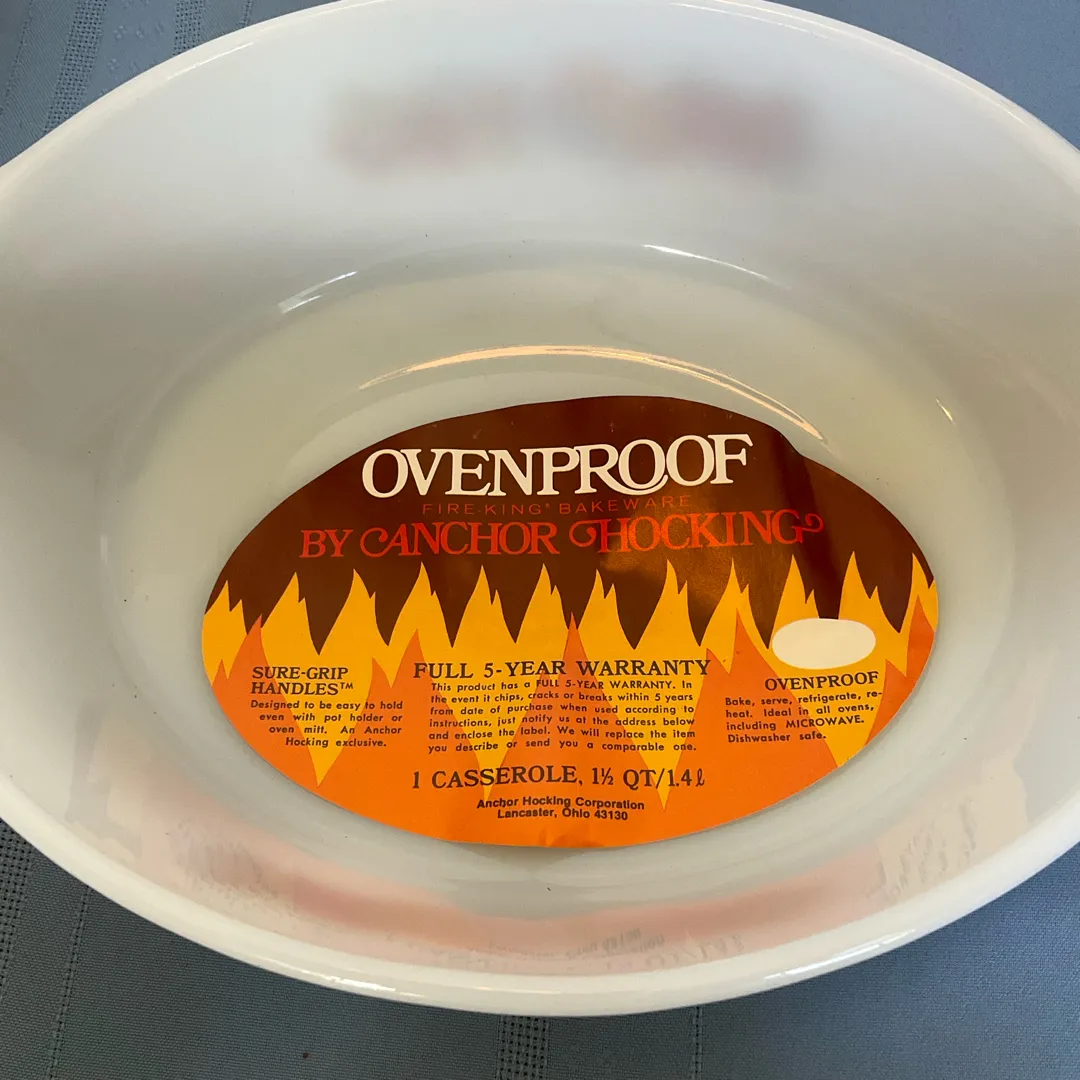 OVENPROOF
FIRE-KING® BAKEWARE
BY ANCHOR HOCKING
SURE-GRIP
HANDLES™
Designed to be easy to hold
even with pot holder or
oven mitt. An Anchor
Hocking exclusive.
FULL 5-YEAR WARRANTY
This product has a FULL 5-YEAR WARRANTY. In
the event it chips, cracks or breaks within 5 years
from date of purchase when used according to
instructions, just notify us at the address below
and enclose the label. We will replace the item
you describe or send you a comparable one.
OVENPROOF
Bake, serve, refrigerate, re-
heat. Ideal in all ovens,
including MICROWAVE.
Dishwasher safe.
1 CASSEROLE, 1½ QT/1.4ℓ
Anchor Hocking Corporation
Lancaster, Ohio 43130